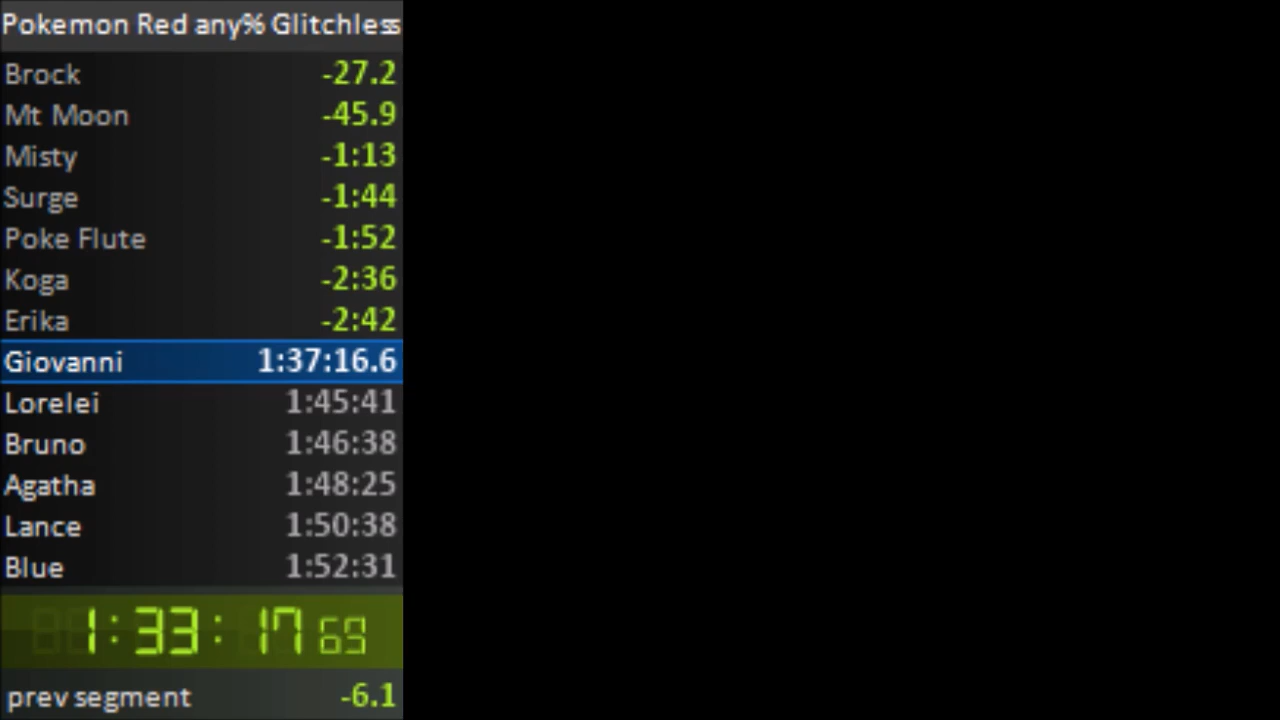 Pokemon Red any% Glitchless
Brock -27.2
Mt Moon -45.9
Misty -1:13
Surge -1:44
Poke Flute -1:52
Koga -2:36
Erika -2:42
Giovanni 1:37:16.6
Lorelei 1:45:41
Bruno 1:46:38
Agatha 1:48:25
Lance 1:50:38
Blue 1:52:31
1:33:17 69
prev segment -6.1